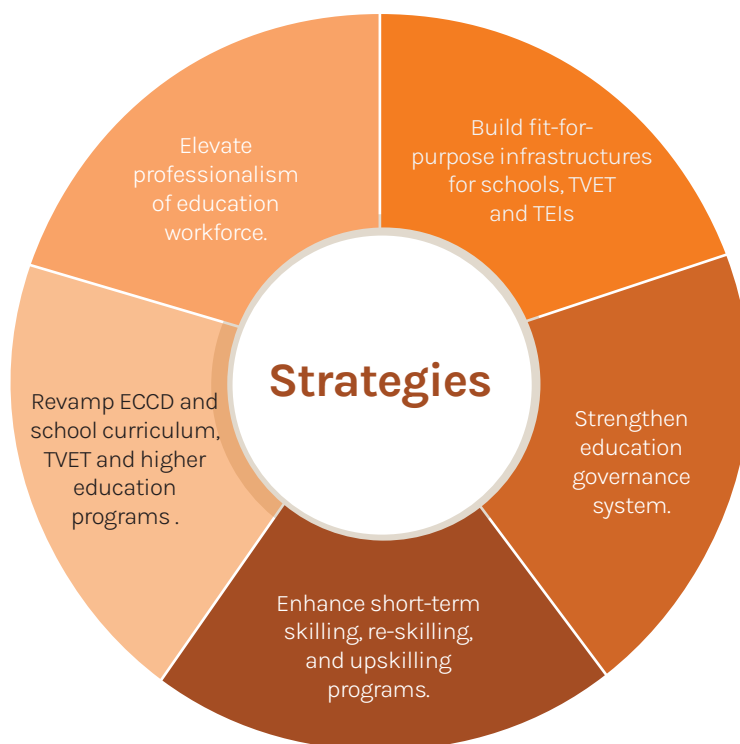 Elevate
professionalism
of education
workforce.
Build fit-for-
purpose infrastructures
for schools, TVET
and TEIs
Strategies
Revamp ECCD and
school curriculum,
TVET and higher
education
programs .
Strengthen
education
governance
system.
Enhance short-term
skilling, re-skilling,
and upskilling
programs.